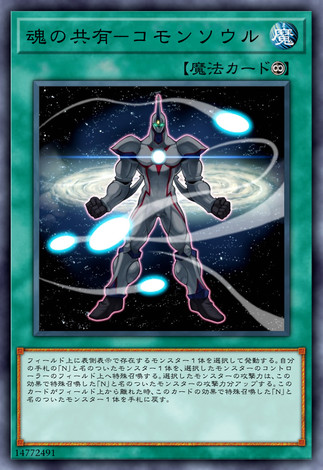 魂の共有-コモンソウル
魔
【魔法カード♾】
フィールド上に表側表示で存在するモンスター1体を選択して発動する。自分
の手札の「N」と名のついたモンスター1体を、選択したモンスターのコントロ
ーラーのフィールド上へ特殊召喚する。選択したモンスターの攻撃力は、この
効果で特殊召喚した「N」と名のついたモンスターの攻撃力分アップする。この
カードがフィールド上から離れた時、このカードの効果で特殊召喚した「N」
と名のついたモンスター1体を手札に戻す。
14772491